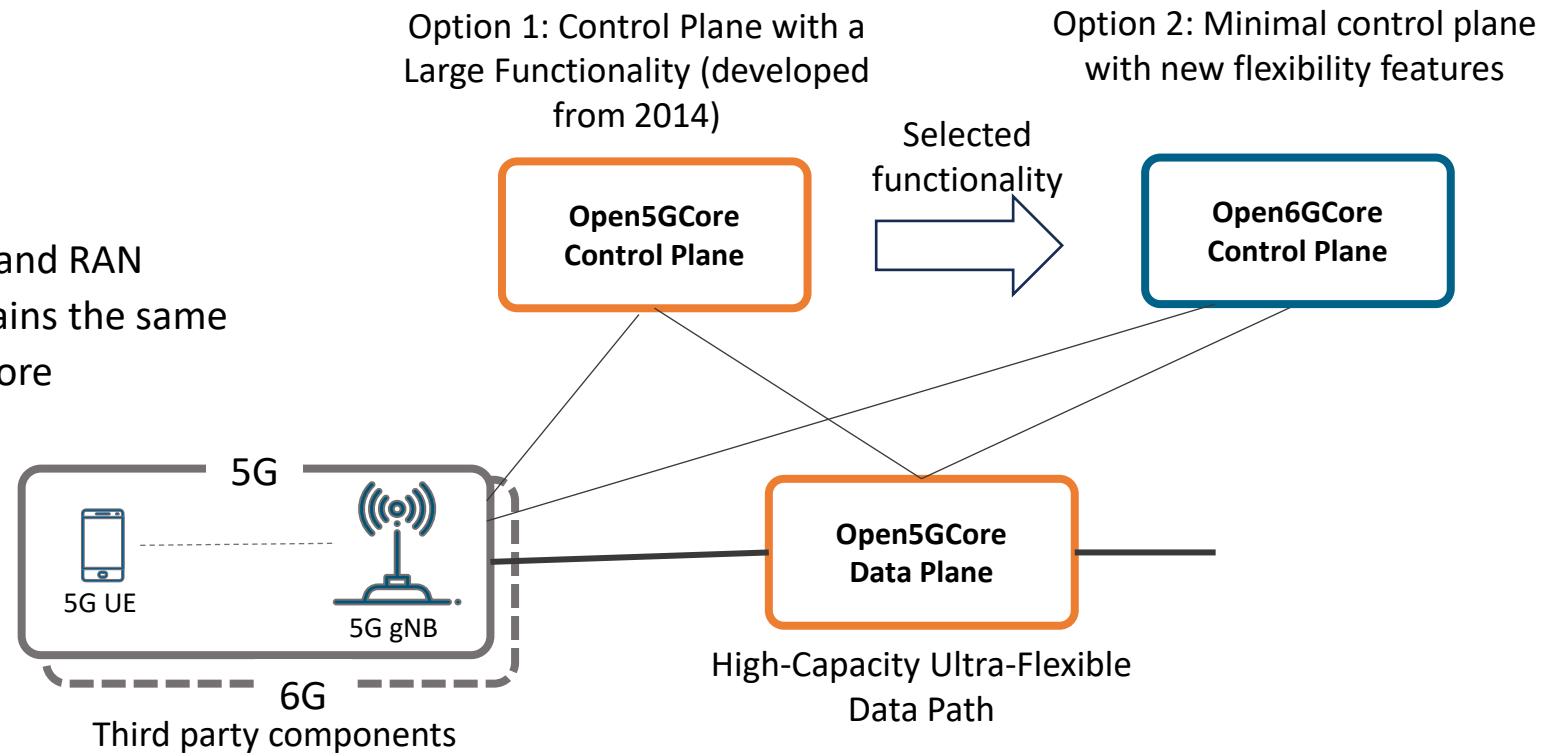 Option 1: Control Plane with a
Large Functionality (developed
from 2014)
Option 2: Minimal control plane
with new flexibility features
Selected
functionality
Open5GCore
Control Plane
Open6GCore
Control Plane
and RAN
ains the same
ore
5G
5G UE
5G gNB
6G
Third party components
Open5GCore
Data Plane
High-Capacity Ultra-Flexible
Data Path